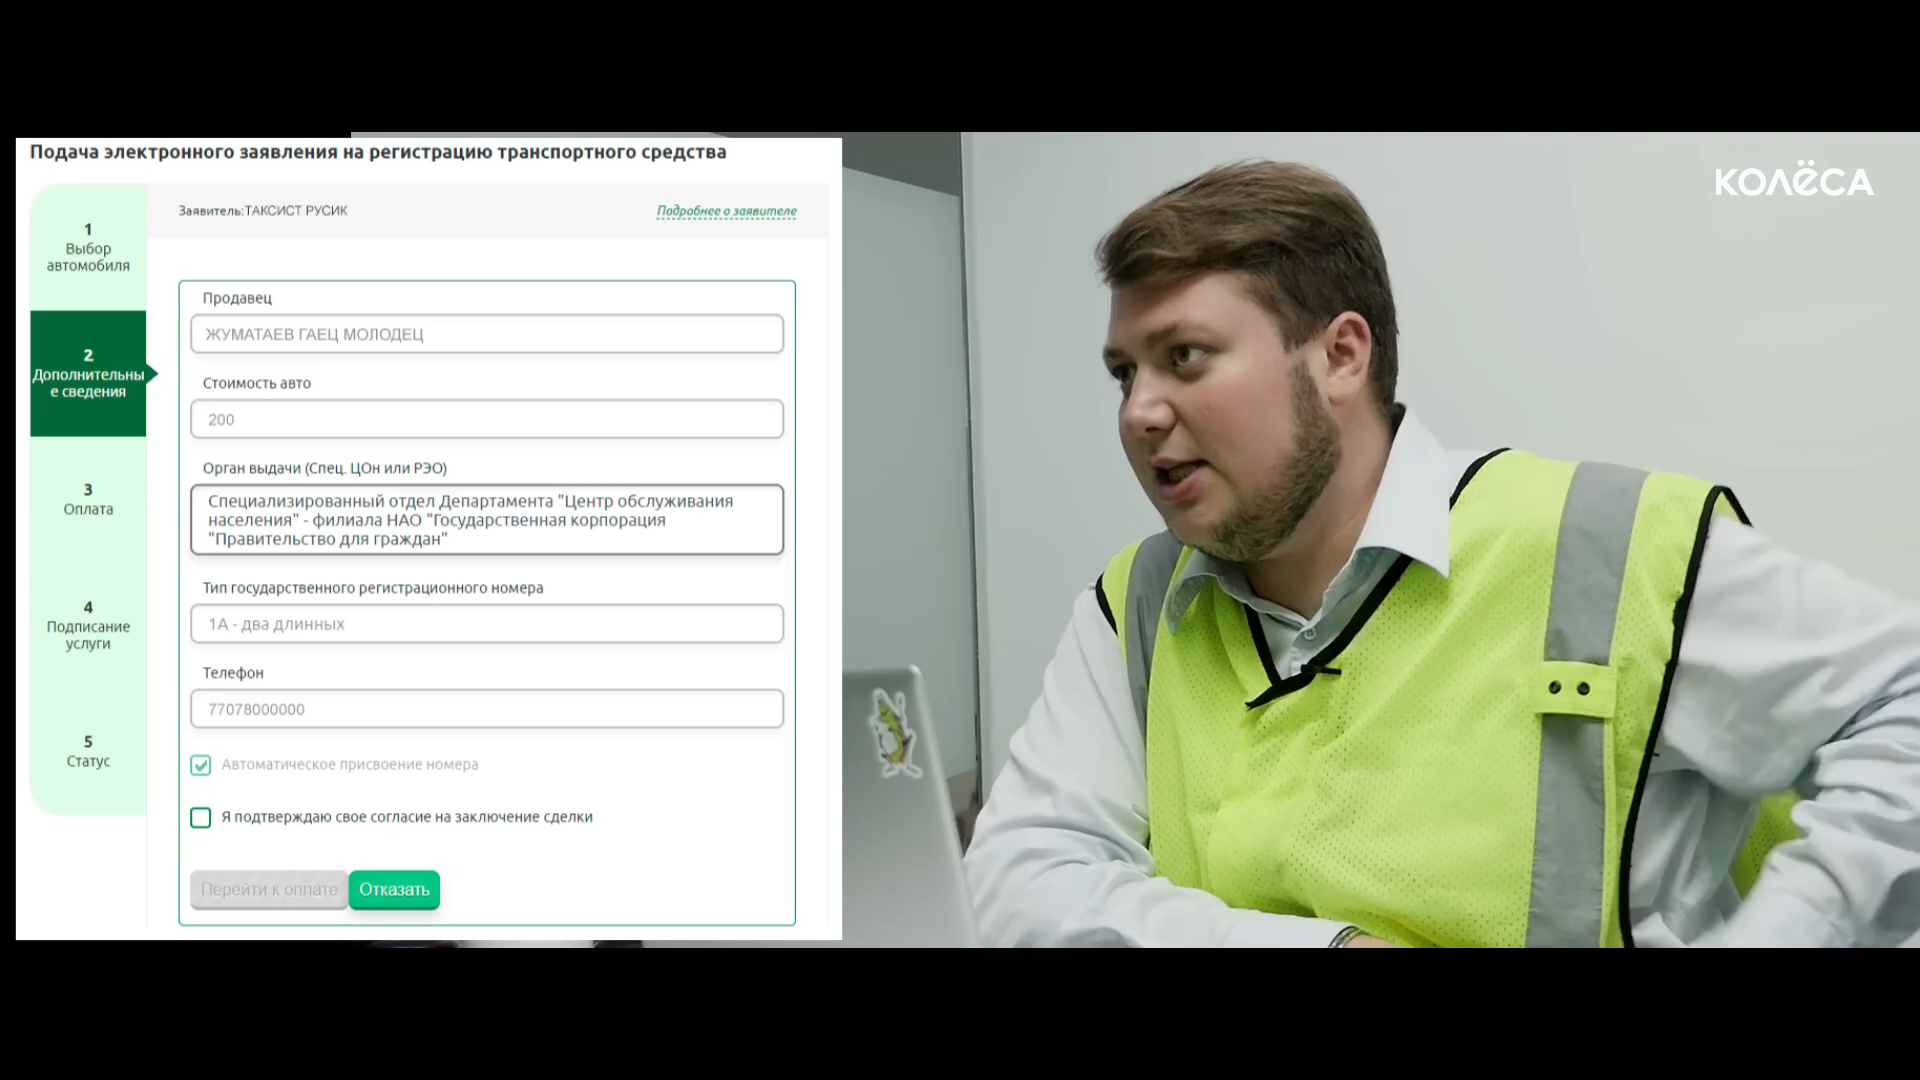 Подача электронного заявления на регистрацию транспортного средства
КОЛЁСА
Заявитель:ТАКСИСТ РУСИК
Подробнее о заявителе
1
Выбор
автомобиля
2
Дополнительны
е сведения
3
Оплата
4
Подписание
услуги
5
Статус
Продавец
ЖУМАТАЕВ ГАЕЦ МОЛОДЕЦ
Стоимость авто
200
Орган выдачи (Спец. ЦОн или РЭО)
Специализированный отдел Департамента "Центр обслуживания
населения" - филиала НАО "Государственная корпорация
"Правительство для граждан"
Тип государственного регистрационного номера
1А - два длинных
Телефон
77078000000
Автоматическое присвоение номера
Я подтверждаю свое согласие на заключение сделки
Перейти к оплате
Отказать